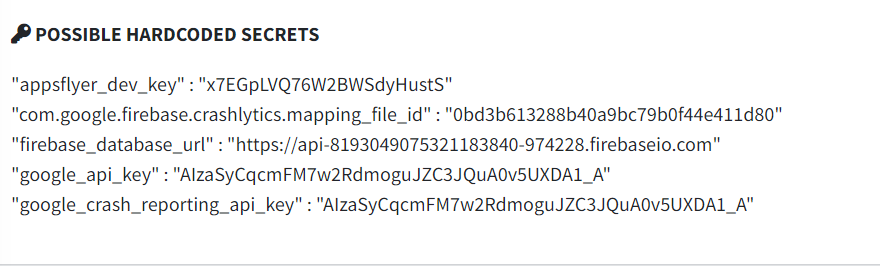 POSSIBLE HARDCODED SECRETS
"appsflyer_dev_key" : "x7EGpLVQ76W2BWSdyHustS"
"com.google.firebase.crashlytics.mapping_file_id" : "0bd3b613288b40a9bc79b0f44e411d80"
"firebase_database_url" : "https://api-8193049075321183840-974228.firebaseio.com"
"google_api_key" : "AIzaSyCqcmFM7w2RdmoguJZC3JQuA0v5UXDA1_A"
"google_crash_reporting_api_key" : "AIzaSyCqcmFM7w2RdmoguJZC3JQuA0v5UXDA1_A"